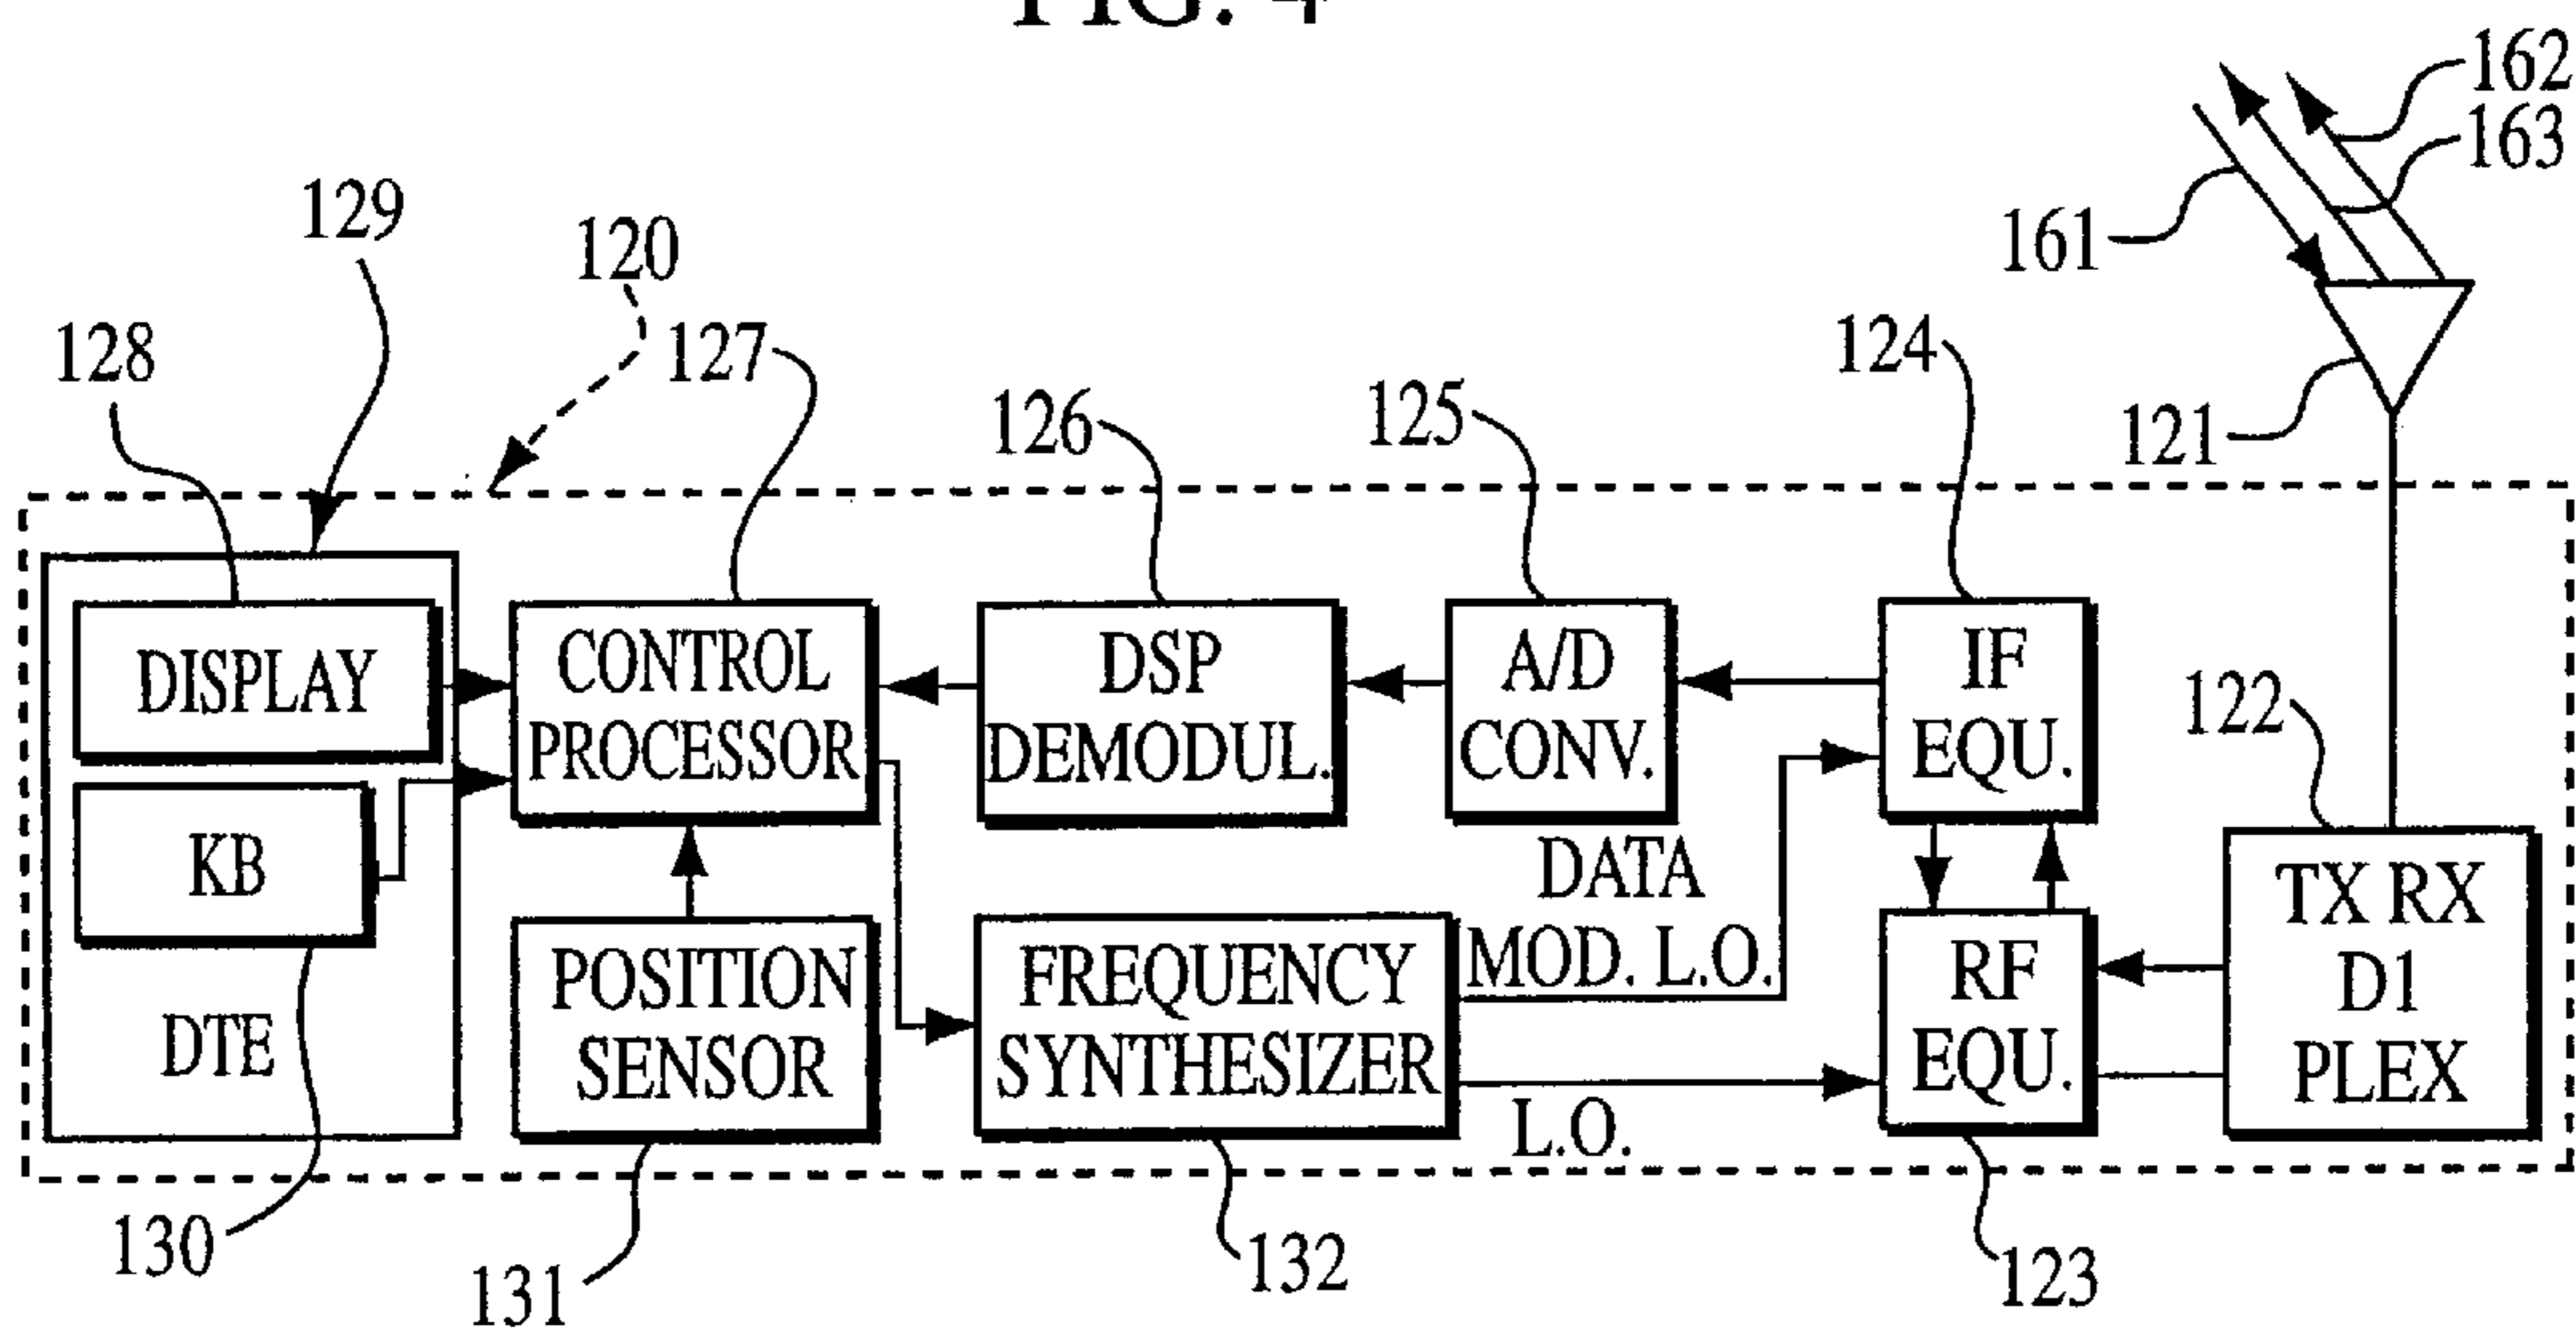 FIG. 4
162
163
161
129
120
128
127
124
126
125
121
122
DISPLAY
CONTROL
PROCESSOR
DSP
DEMODUL.
A/D
CONV.
IF
EQU.
KB
DTE
POSITION
SENSOR
FREQUENCY
SYNTHESIZER
DATA
MOD. L.O.
L.O.
RF
EQU.
TX RX
D1
PLEX
130
131
132
123